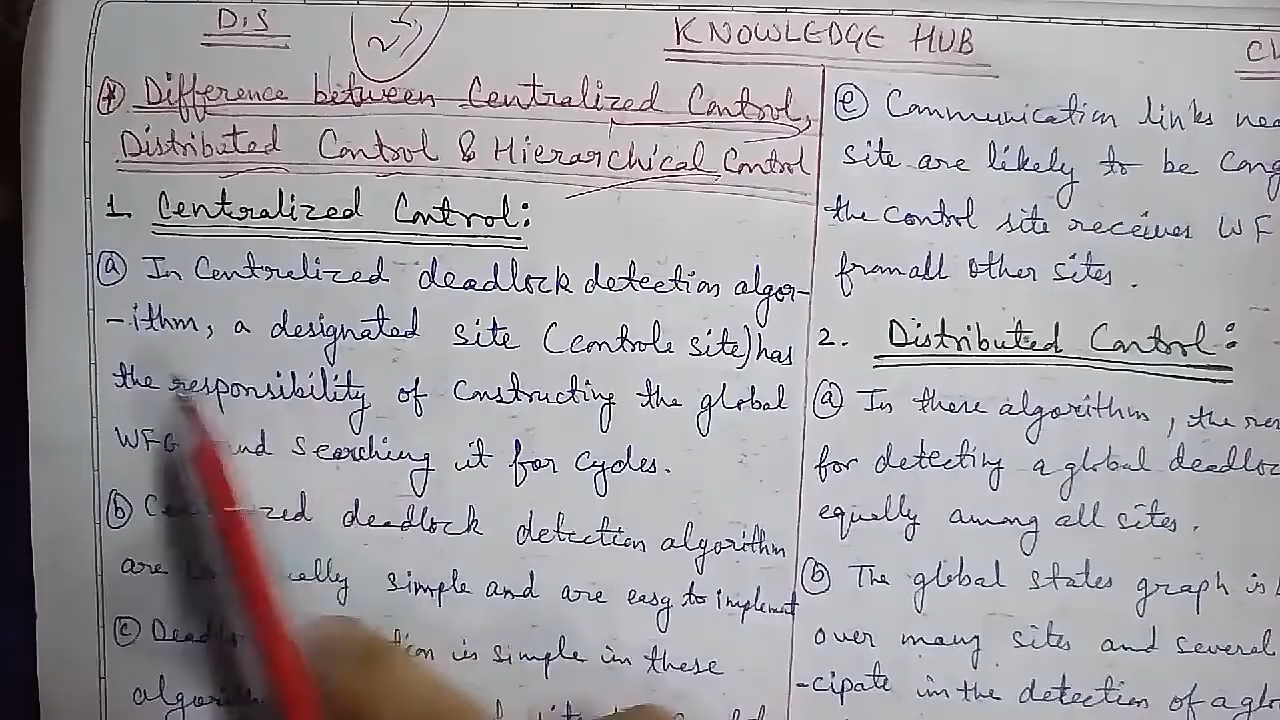 D.S
KNOWLEDGE HUB
Difference between Centralized Control,
Distributed Control & Hierarchical Control
1. Centralized Control:
(a) In Centralized deadlock detection algor-
-ithm, a designated site (controle site) has
the responsibility of constructing the global
WFG and searching it for cycles.
(b) deadlock detection algorithm
are simple and are easy to implement
(c) is simple in these
(e) Communication links
site are likely to be
the control site receives WF
from all other sites.
2. Distributed Control:
(a) In there algorithm, the
for detecting a global
equally among all sites.
(b) The global states graph is
over many sites and several
-cipate in the detection of a